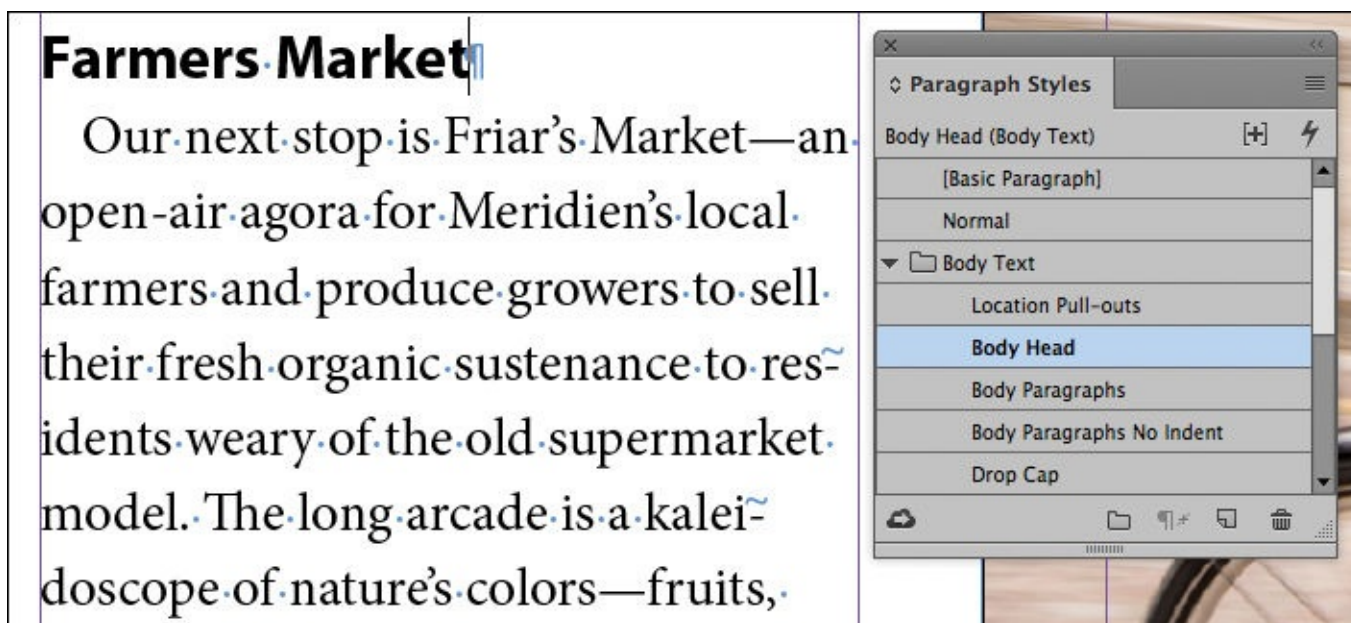 Farmers Market¶
Our next stop is Friar’s Market—an
open-air agora for Meridien’s local
farmers and produce growers to sell
their fresh organic sustenance to res-
idents weary of the old supermarket
model. The long arcade is a kalei-
doscope of nature’s colors—fruits,
Paragraph Styles
Body Head (Body Text)
[Basic Paragraph]
Normal
Body Text
Location Pull-outs
Body Head
Body Paragraphs
Body Paragraphs No Indent
Drop Cap